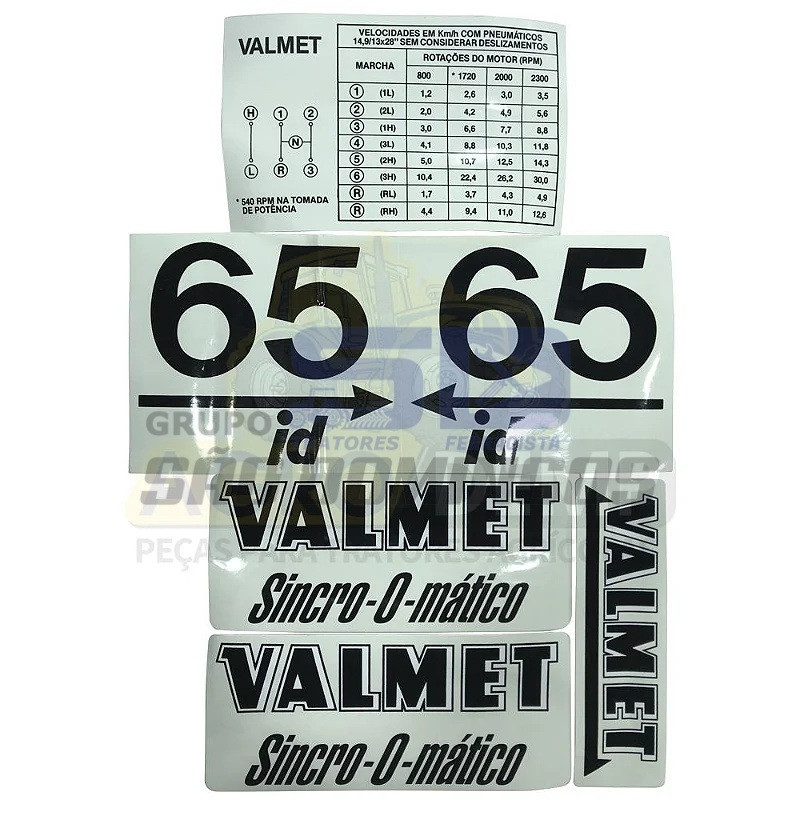 VALMET
H 1 2
N
L R 3
* 540 RPM NA TOMADA
DE POTÊNCIA
VELOCIDADES EM Km/h COM PNEUMÁTICOS
14,9/13x28" SEM CONSIDERAR DESLIZAMENTOS
MARCHA ROTAÇÕES DO MOTOR (RPM)
800 * 1720 2000 2300
1 (1L) 1,2 2,6 3,0 3,5
2 (2L) 2,0 4,2 4,9 5,6
3 (1H) 3,0 6,6 7,7 8,8
4 (3L) 4,1 8,8 10,3 11,8
5 (2H) 5,0 10,7 12,5 14,3
6 (3H) 10,4 22,4 26,2 30,0
R (RL) 1,7 3,7 4,3 4,9
R (RH) 4,4 9,4 11,0 12,6
65 65
id id
GRUPO
SÃO DOMINGOS
VALMET
Sincro-O-mático
VALMET
Sincro-O-mático
VALMET